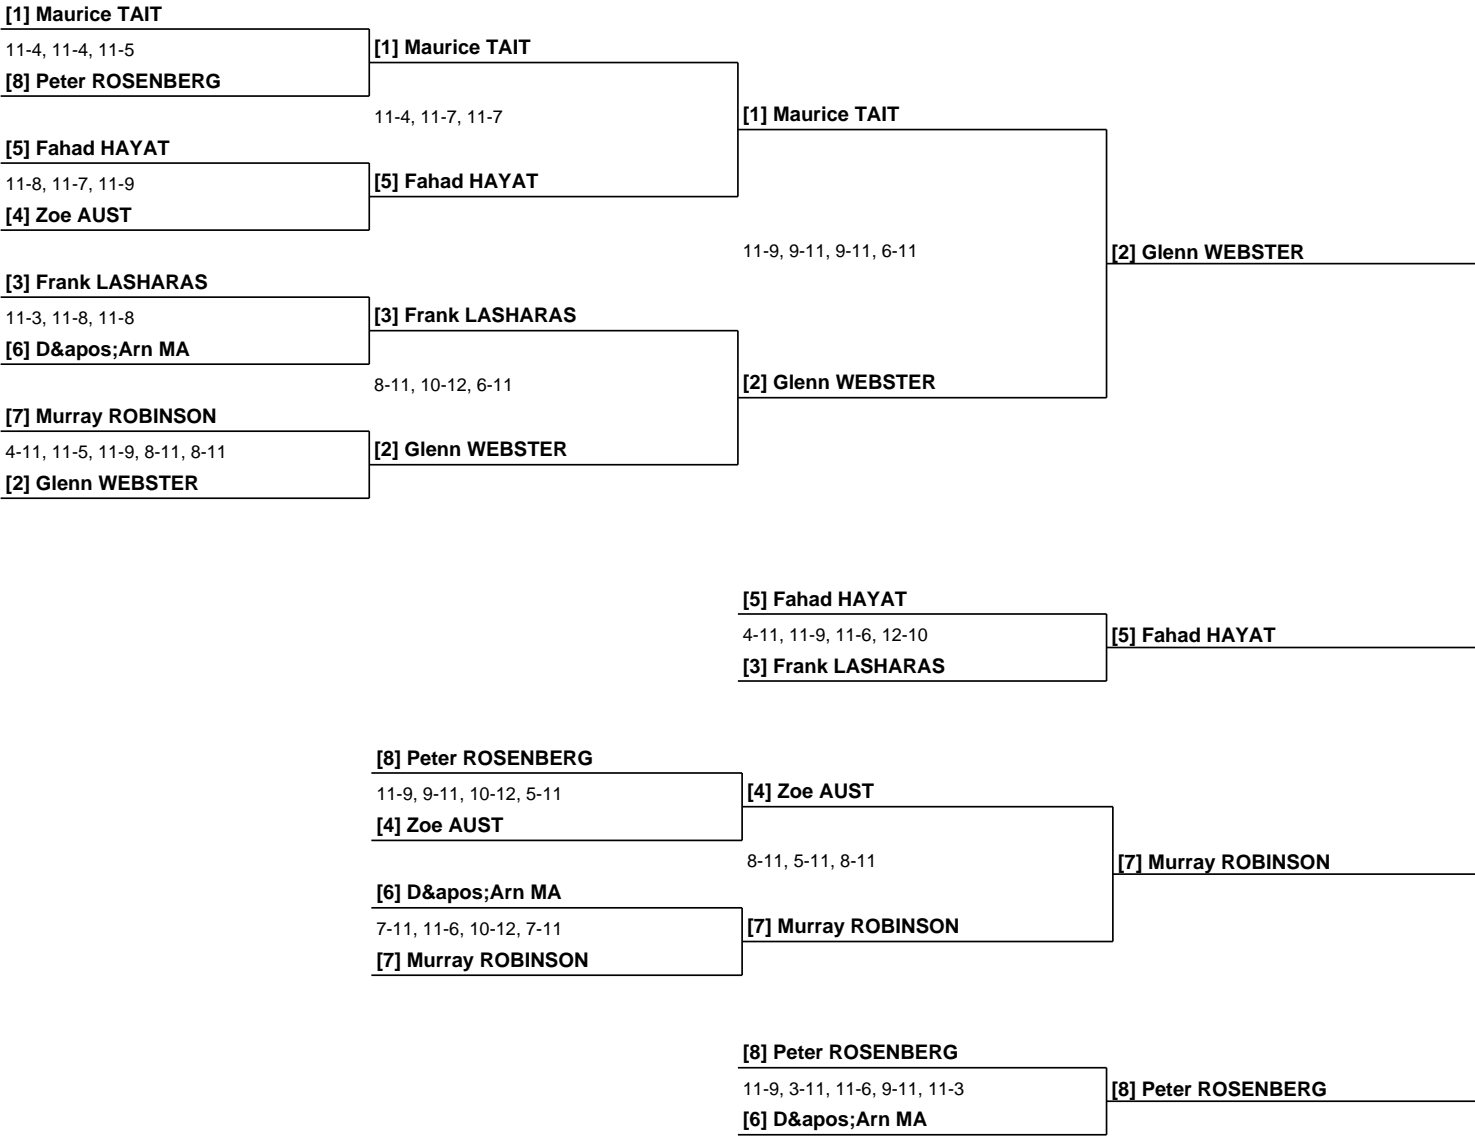 [1] Maurice TAIT
11-4, 11-4, 11-5
[1] Maurice TAIT
[8] Peter ROSENBERG
11-4, 11-7, 11-7
[1] Maurice TAIT
[5] Fahad HAYAT
11-8, 11-7, 11-9
[5] Fahad HAYAT
[4] Zoe AUST
11-9, 9-11, 9-11, 6-11
[2] Glenn WEBSTER
[3] Frank LASHARAS
11-3, 11-8, 11-8
[3] Frank LASHARAS
[6] D&apos;Arn MA
8-11, 10-12, 6-11
[2] Glenn WEBSTER
[7] Murray ROBINSON
4-11, 11-5, 11-9, 8-11, 8-11
[2] Glenn WEBSTER
[2] Glenn WEBSTER
[5] Fahad HAYAT
4-11, 11-9, 11-6, 12-10
[5] Fahad HAYAT
[3] Frank LASHARAS
[8] Peter ROSENBERG
11-9, 9-11, 10-12, 5-11
[4] Zoe AUST
[4] Zoe AUST
8-11, 5-11, 8-11
[7] Murray ROBINSON
[6] D&apos;Arn MA
7-11, 11-6, 10-12, 7-11
[7] Murray ROBINSON
[7] Murray ROBINSON
[8] Peter ROSENBERG
11-9, 3-11, 11-6, 9-11, 11-3
[8] Peter ROSENBERG
[6] D&apos;Arn MA